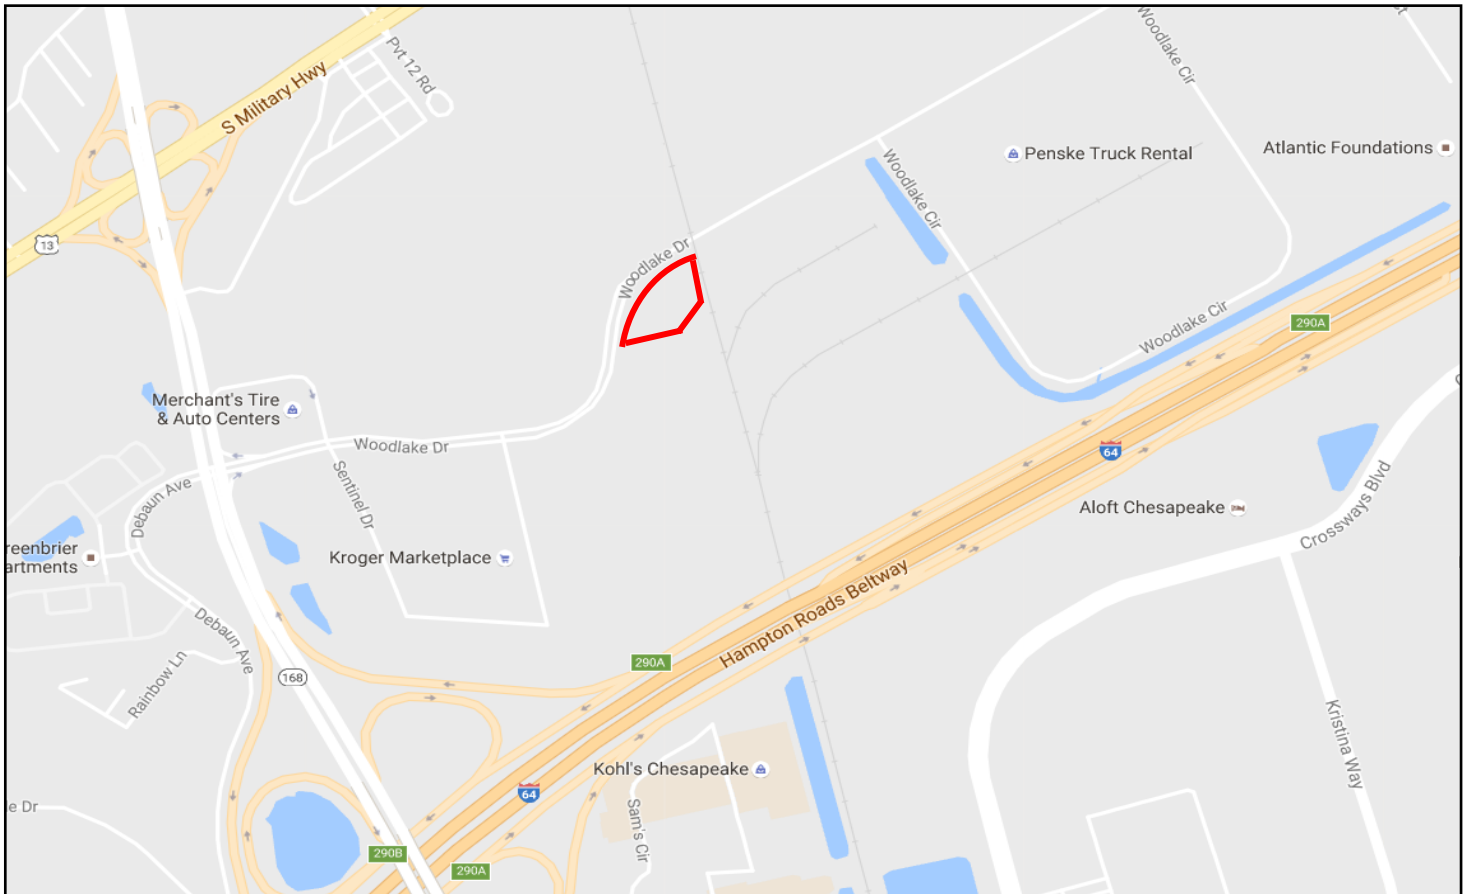 Pvt 12 Rd
Woodlake Cir
S Military Hwy
Penske Truck Rental
Atlantic Foundations
Woodlake Cir
13
Woodlake Dr
Woodlake Cir
290A
Merchant's Tire
& Auto Centers
Woodlake Dr
64
Sentinel Dr
Debaun Ave
Aloft Chesapeake
Crossways Blvd
reenbrier
artments
Kroger Marketplace
Hampton Roads Beltway
Debaun Ave
290A
168
Rainbow Ln
Kristina Way
Kohl's Chesapeake
64
e Dr
Sam's Cir
290B
290A